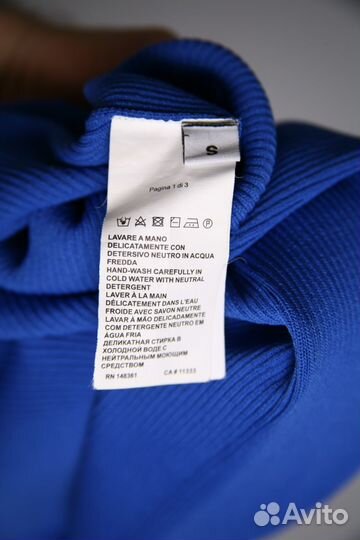 S
Pagina 1 di 3
LAVARE A MANO
DELICATAMENTE CON
DETERSIVO NEUTRO IN ACQUA
FREDDA
HAND-WASH CAREFULLY IN
COLD WATER WITH NEUTRAL
DETERGENT
LAVER À LA MAIN
DÉLICATEMENT DANS L'EAU
FROIDE AVEC SAVON NEUTRE
LAVAR À MÃO DELICADAMENTE
COM DETERGENTE NEUTRO EM
ÁGUA FRIA
ДЕЛИКАТНАЯ СТИРКА В
ХОЛОДНОЙ ВОДЕ С
НЕЙТРАЛЬНЫМ МОЮЩИМ
СРЕДСТВОМ
RN 148361 CA # 11333
Avito